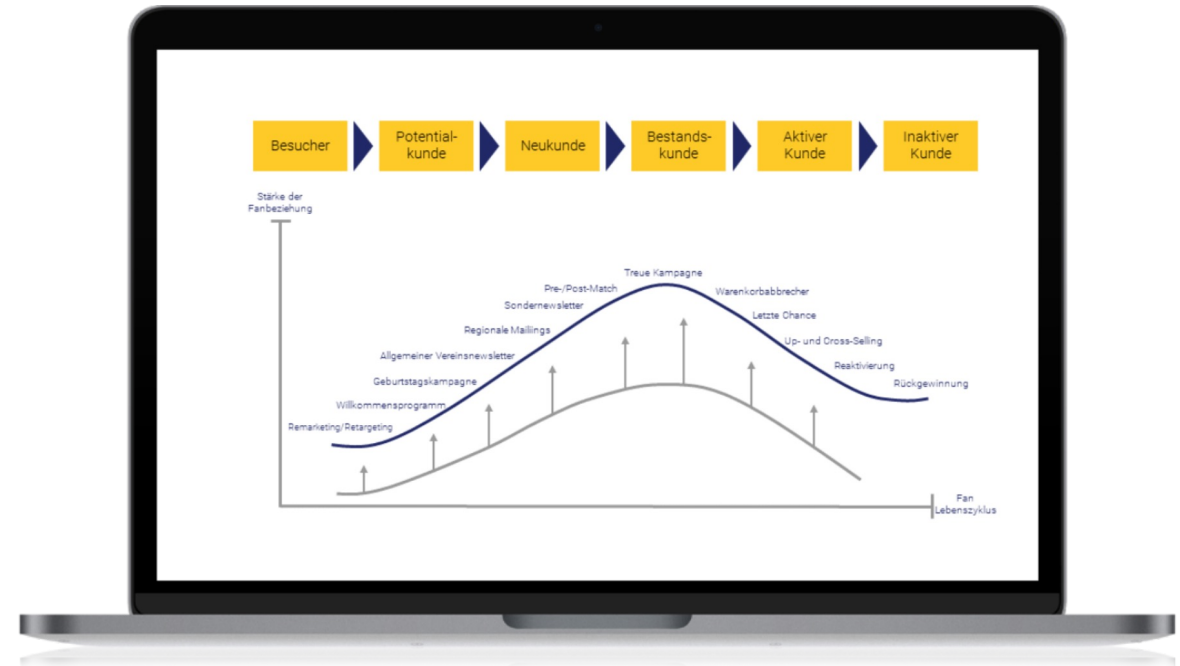 Besucher
Potential-
kunde
Neukunde
Bestands-
kunde
Aktiver
Kunde
Inaktiver
Kunde
Stärke der
Fanbeziehung
Treue Kampagne
Pre-/Post-Match
Warenkorbabbrecher
Sondernewsletter
Letzte Chance
Regionale Mailings
Up- und Cross-Selling
Allgemeiner Vereinsnewsletter
Reaktivierung
Geburtstagskampagne
Rückgewinnung
Willkommensprogramm
Remarketing/Retargeting
Fan
Lebenszyklus